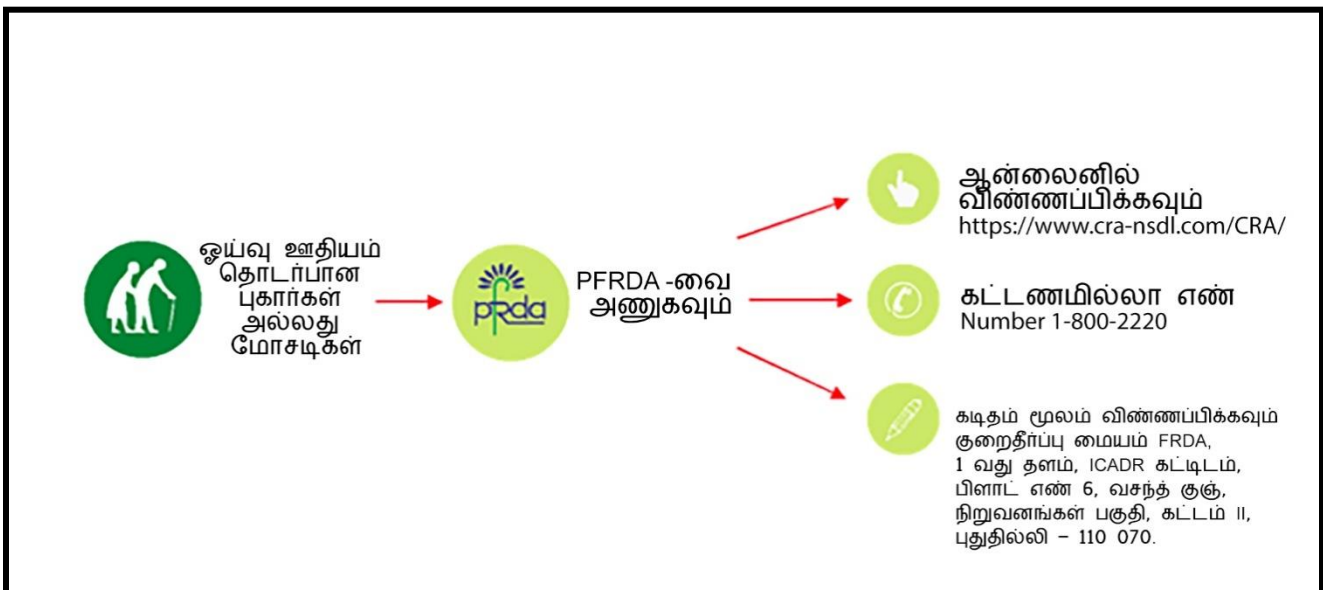 ஓய்வு ஊதியம்
தொடர்பான
புகார்கள்
அல்லது
மோசடிகள்
pfrda
PFRDA -வை
அணுகவும்
ஆன்லைனில்
விண்ணப்பிக்கவும்
https://www.cra-nsdl.com/CRA/
கட்டணமில்லா எண்
Number 1-800-2220
கடிதம் மூலம் விண்ணப்பிக்கவும்
குறைதீர்ப்பு மையம் FRDA,
1 வது தளம், ICADR கட்டிடம்,
பிளாட் எண் 6, வசந்த் குஞ்,
நிறுவனங்கள் பகுதி, கட்டம் II,
புதுதில்லி – 110 070.